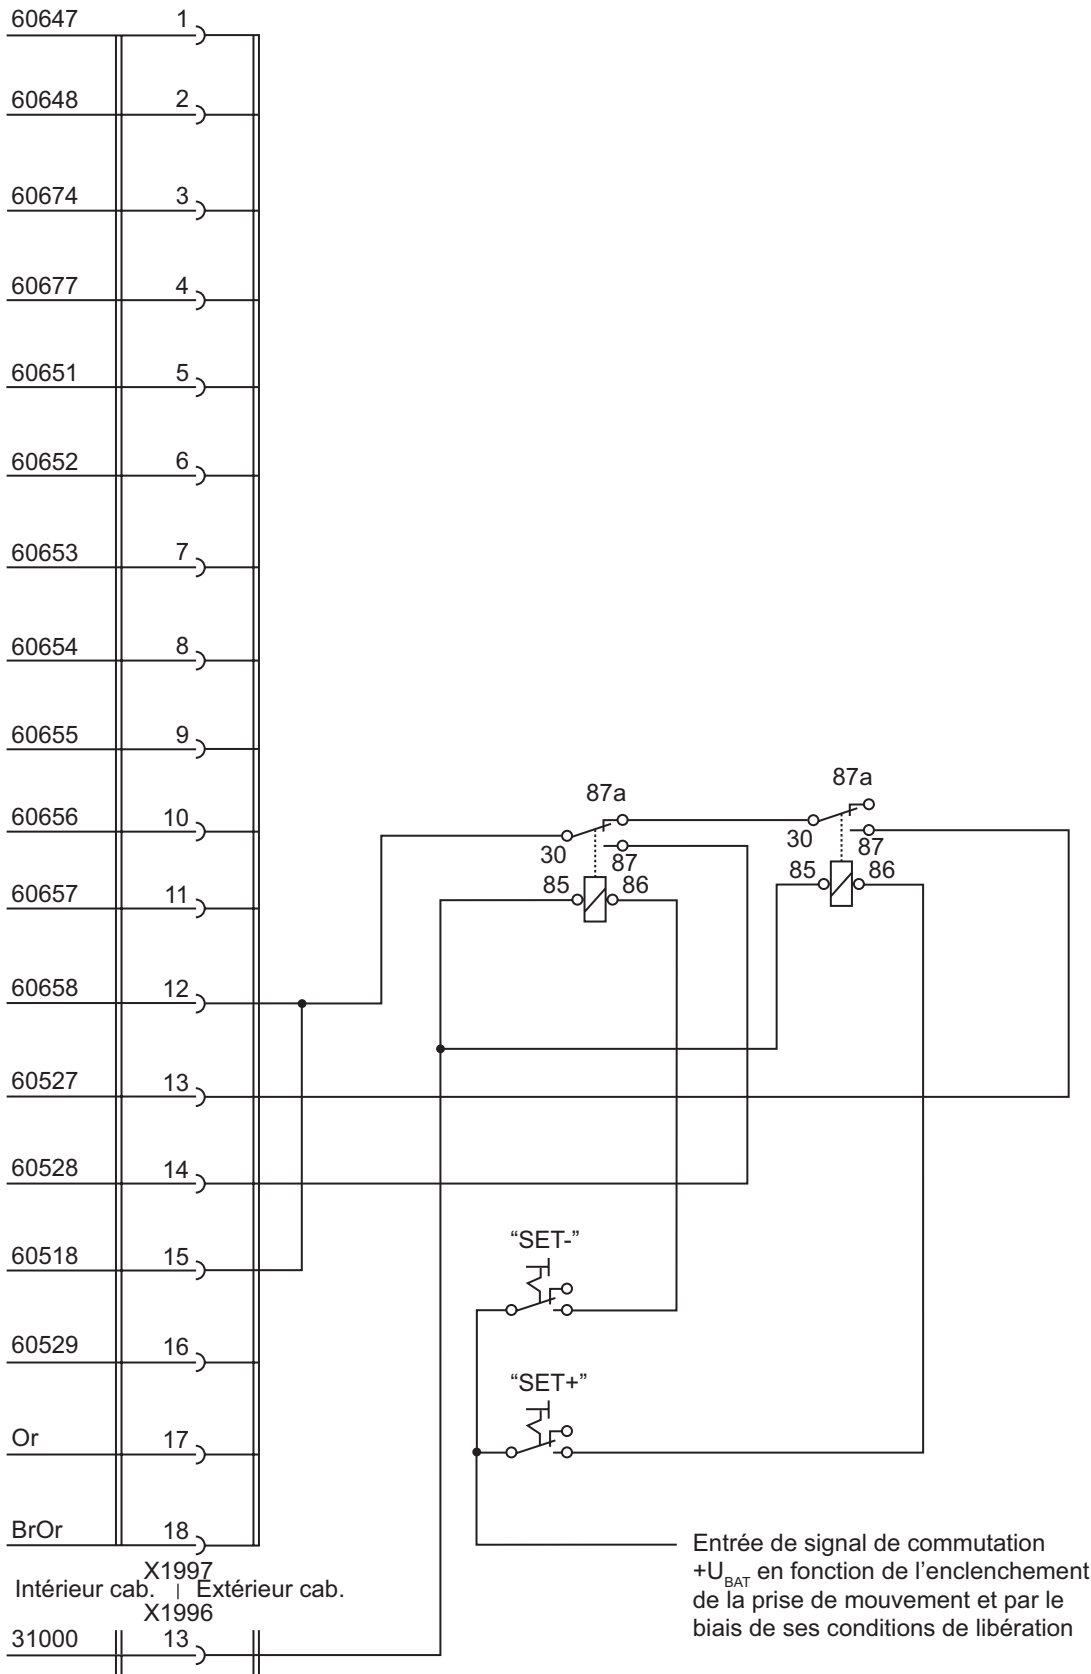 60647 1
60648 2
60674 3
60677 4
60651 5
60652 6
60653 7
60654 8
60655 9
87a 87a
60656 10
30 87 30 87
85 86 85 86
60657 11
60658 12
60527 13
60528 14
“SET-”
60518 15
60529 16
“SET+”
Or 17
BrOr 18
X1997
Intérieur cab. | Extérieur cab.
X1996
31000 13
Entrée de signal de commutation
+UBAT en fonction de l’enclenchement
de la prise de mouvement et par le
biais de ses conditions de libération